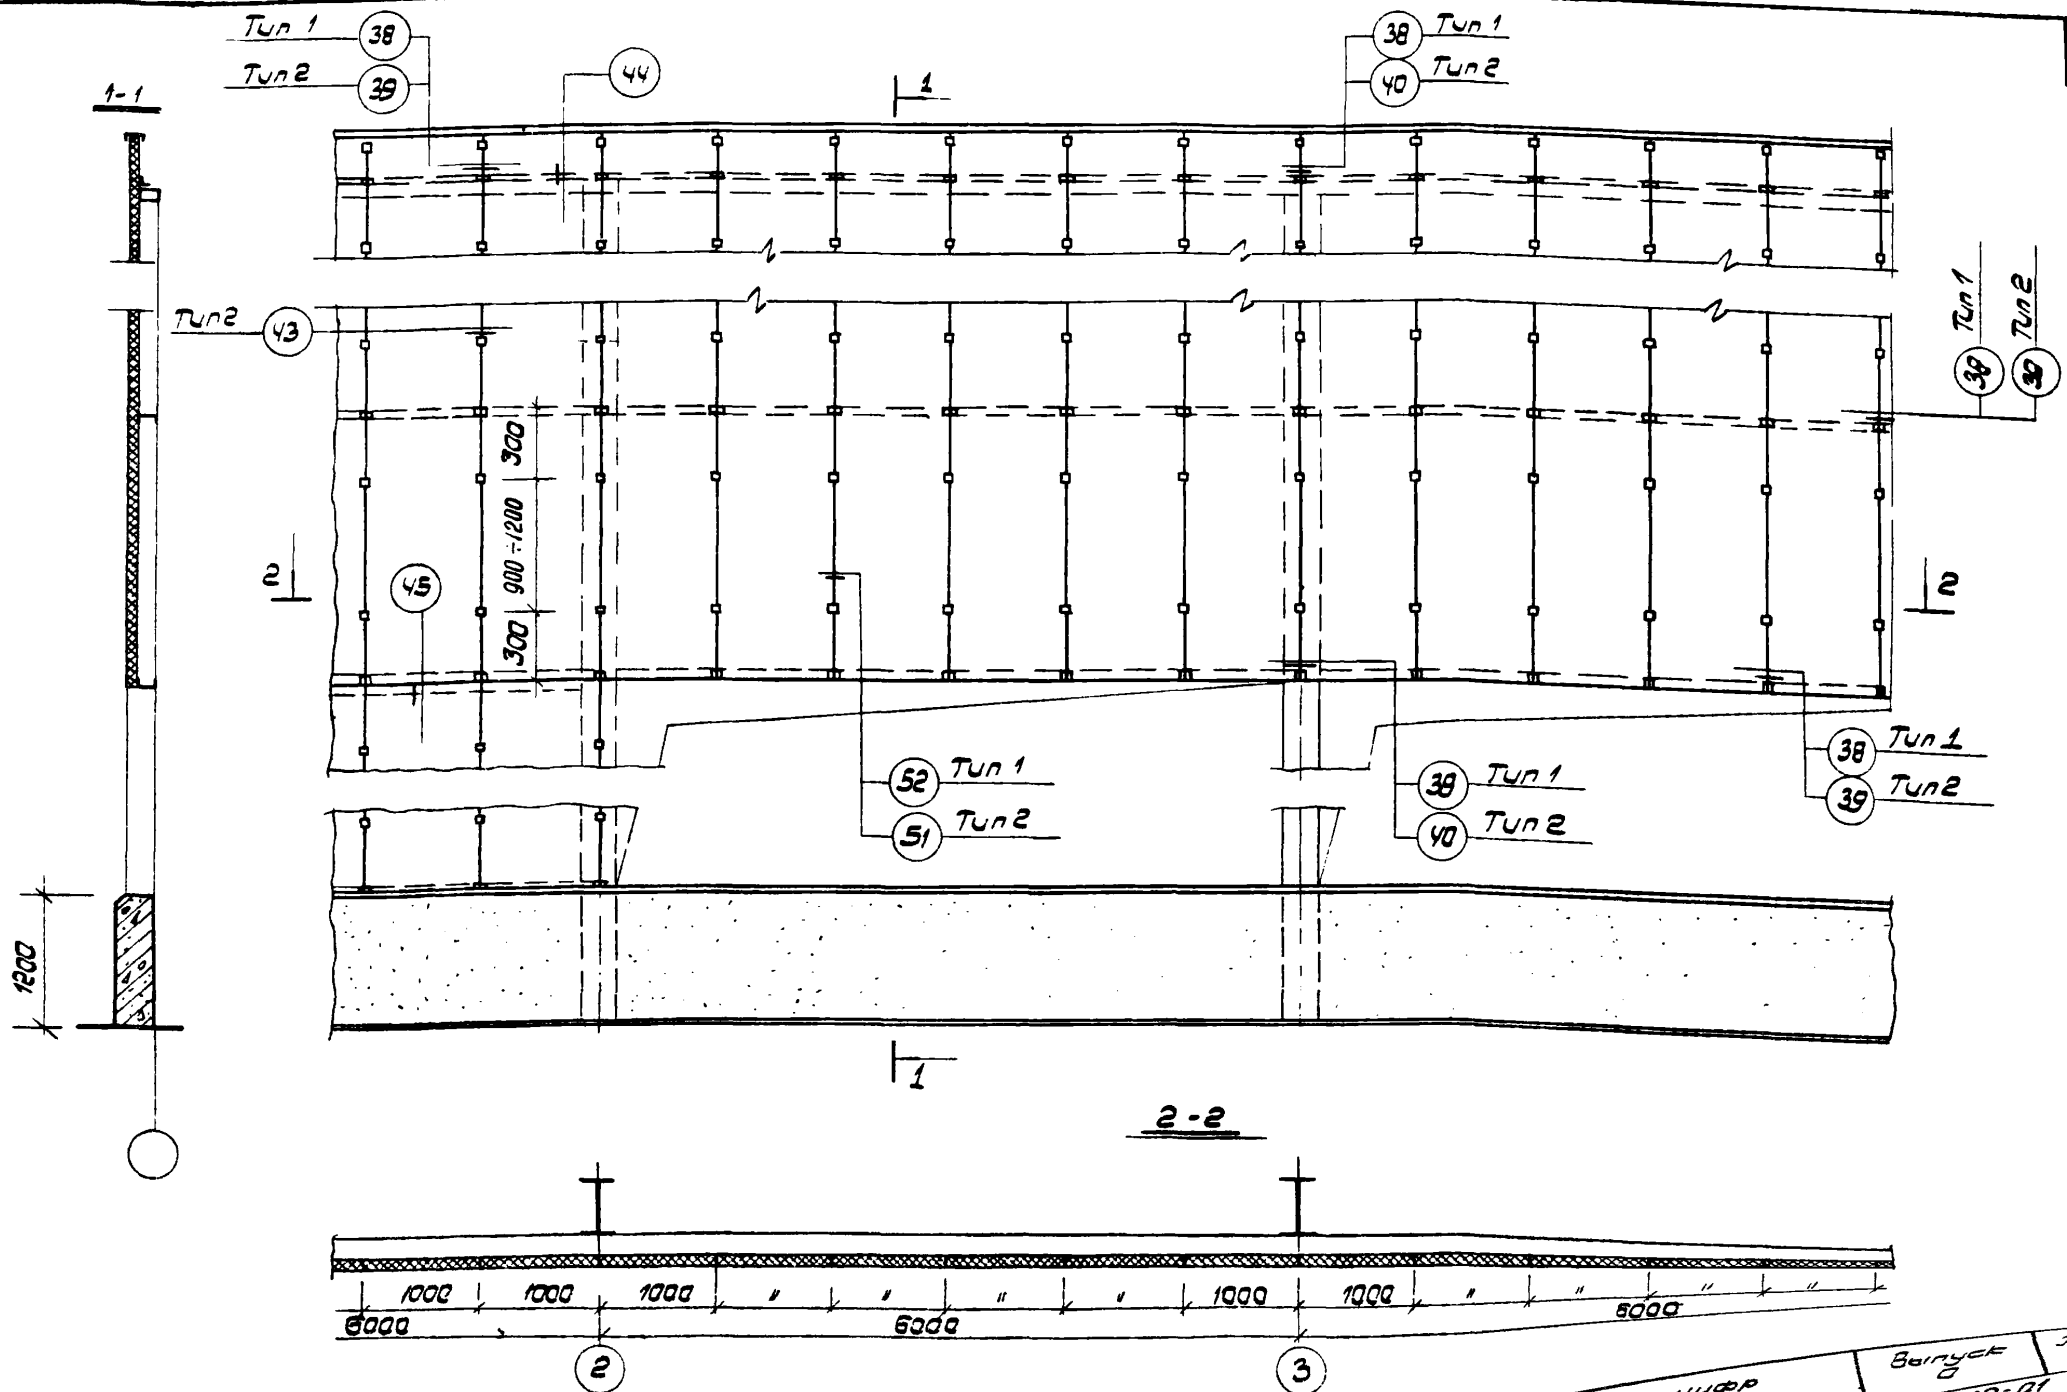 Тип 1 38
Тип 2 39
44
38 Тип 1
40 Тип 2
1-1
1
Тип 2 43
Тип 1 38
Тип 2 39
300
900÷1200
300
2
2
45
52 Тип 1
51 Тип 2
38 Тип 1
40 Тип 2
38 Тип 1
39 Тип 2
1200
1
2-2
1000 1000 1000 " " " " 1000 1000 " " " "
6000 6000 6000
2 3
Выпуск
0
шифр